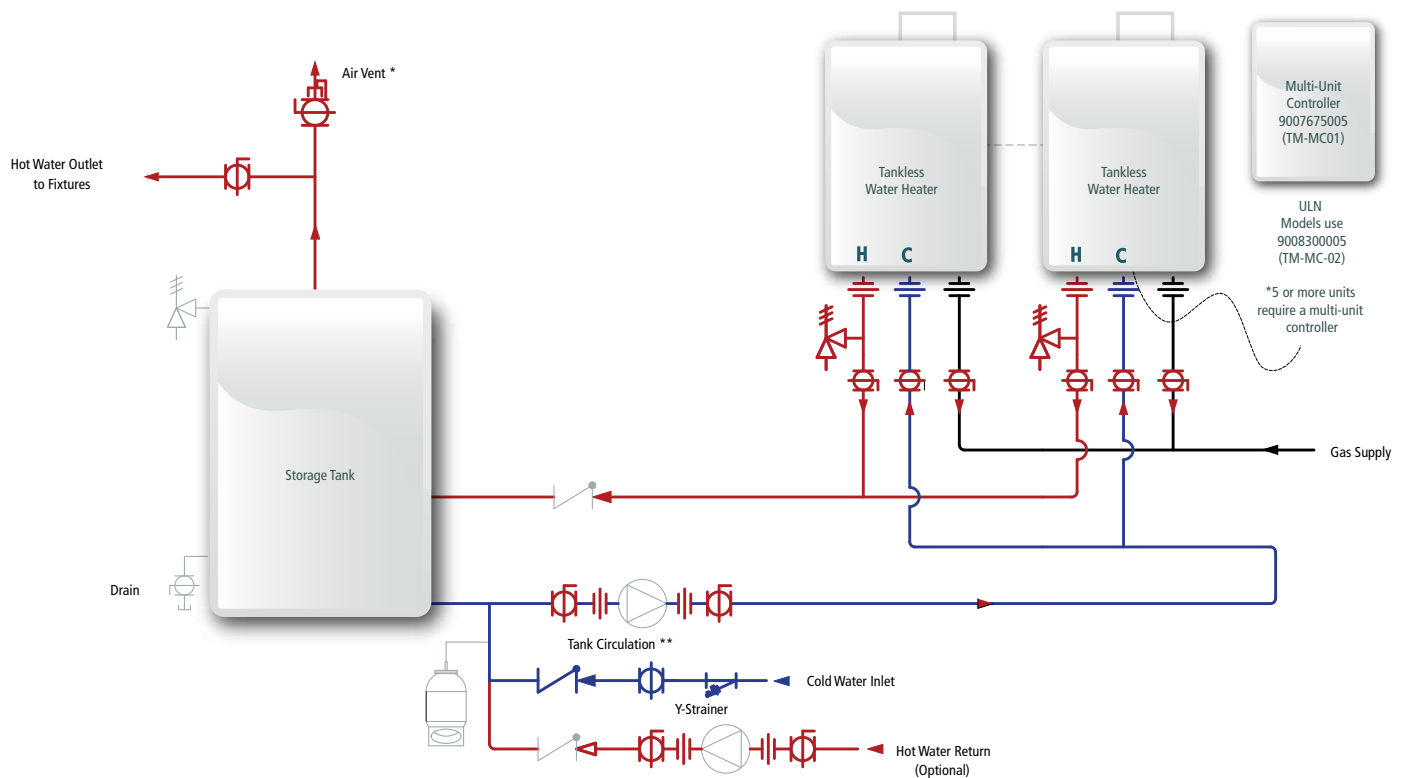 Air Vent *
Hot Water Outlet
to Fixtures
Tankless
Water Heater
H C
Tankless
Water Heater
H C
Multi-Unit
Controller
9007675005
(TM-MC01)
ULN
Models use
9008300005
(TM-MC-02)
*5 or more units
require a multi-unit
controller
Gas Supply
Storage Tank
Drain
Tank Circulation **
Cold Water Inlet
Y-Strainer
Hot Water Return
(Optional)